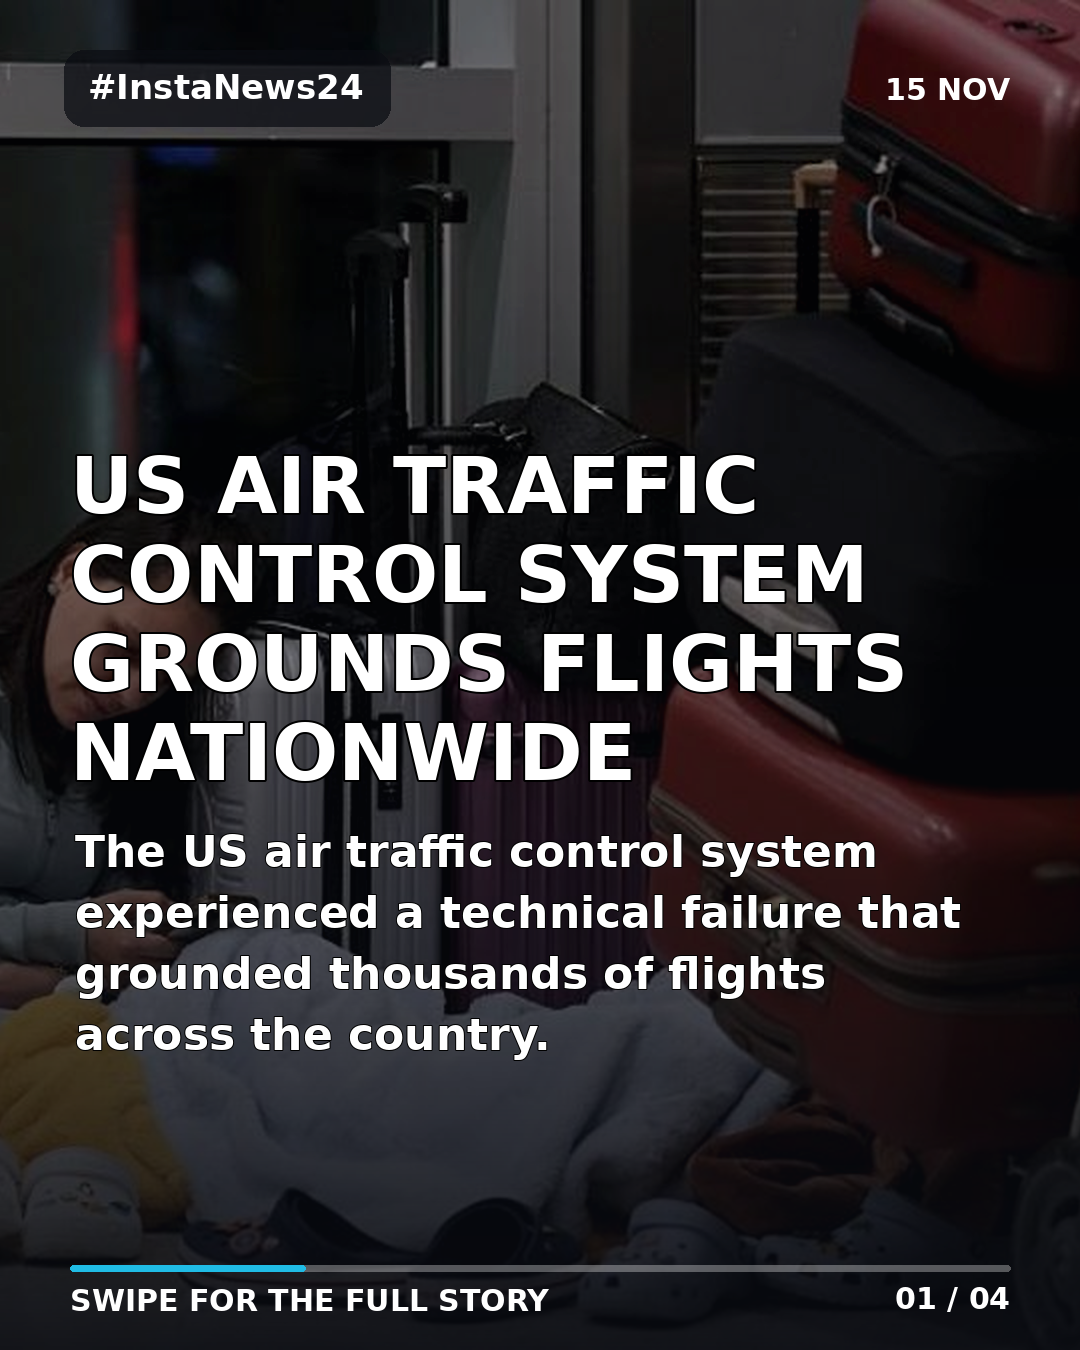 #InstaNews24
15 NOV
US AIR TRAFFIC
CONTROL SYSTEM
GROUNDS FLIGHTS
NATIONWIDE
The US air traffic control system
experienced a technical failure that
grounded thousands of flights
across the country.
SWIPE FOR THE FULL STORY
01 / 04